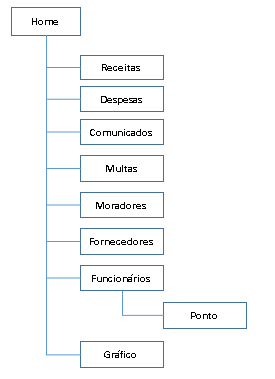 Home
Receitas
Despesas
Comunicados
Multas
Moradores
Fornecedores
Funcionários
Ponto
Gráfico